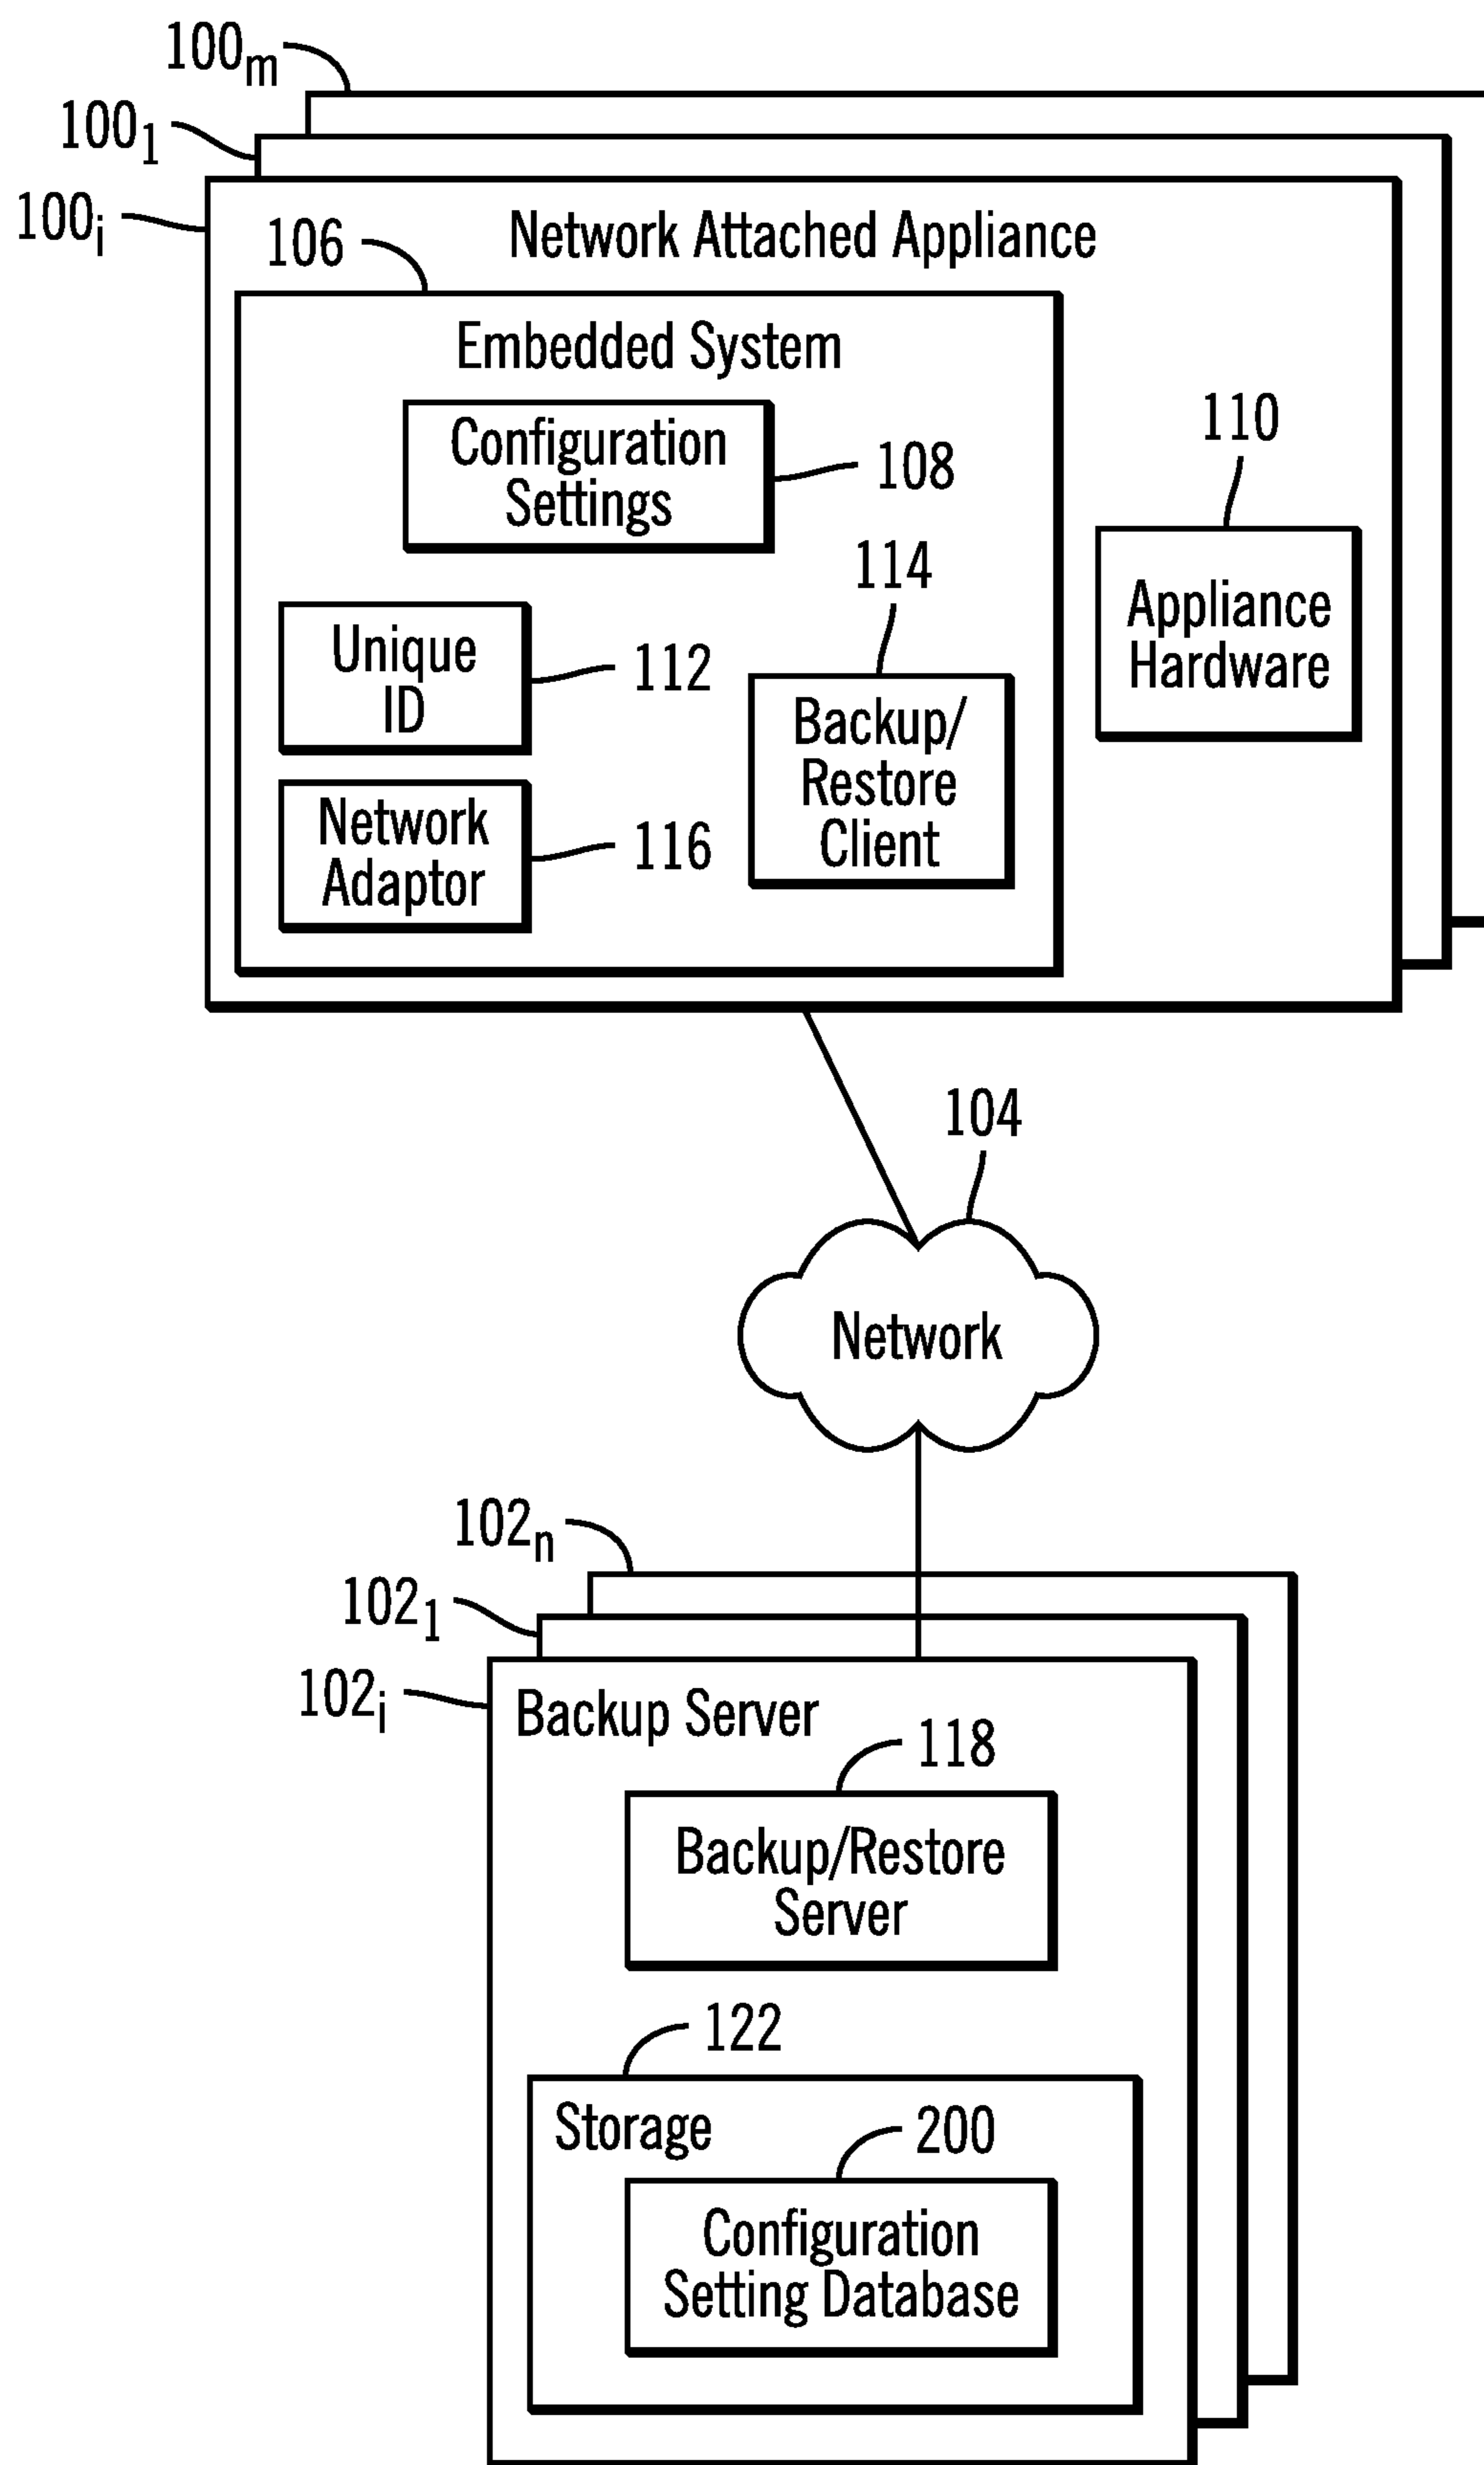 100m
1001
100i
Network Attached Appliance
106
Embedded System
Configuration
Settings
108
110
114
Appliance
Hardware
Unique
ID
112
Backup/
Restore
Client
Network
Adaptor
116
104
Network
102n
1021
102i
Backup Server
118
Backup/Restore
Server
122
Storage
200
Configuration
Setting Database